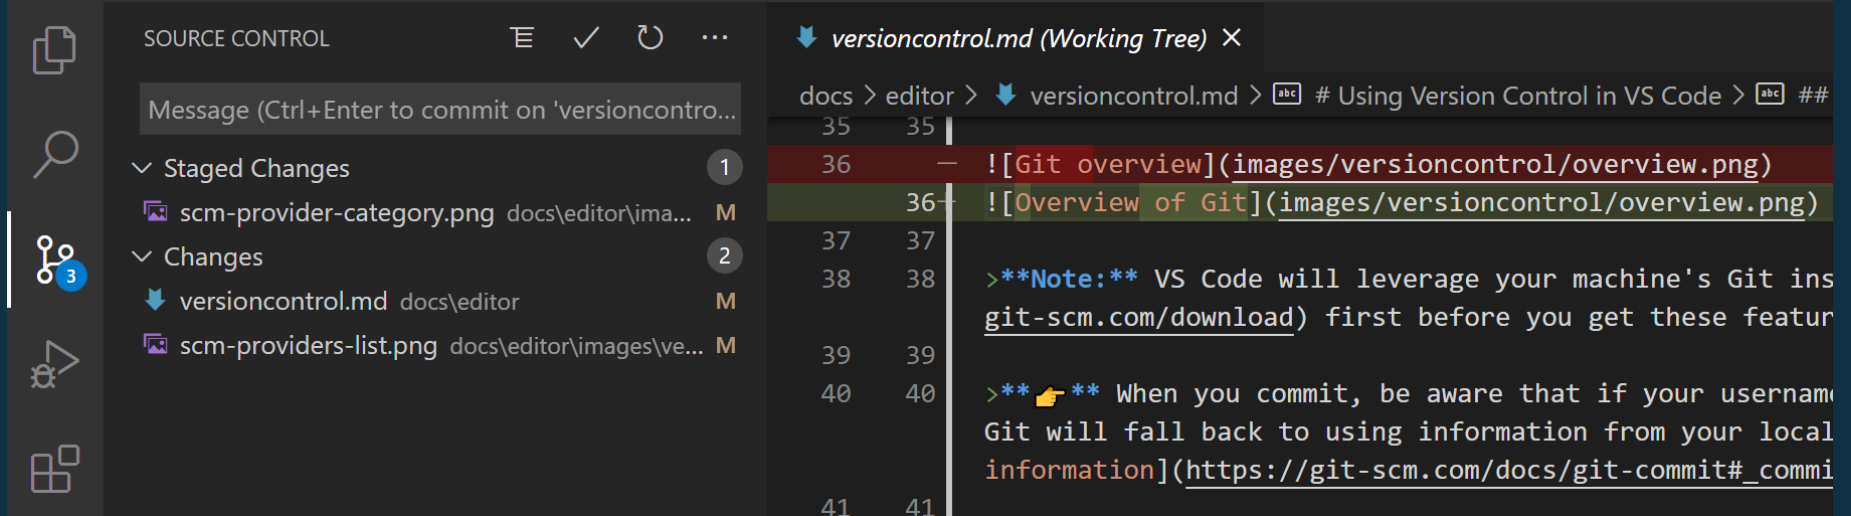 SOURCE CONTROL
Message (Ctrl+Enter to commit on 'versioncontro...
Staged Changes 1
scm-provider-category.png docs\editor\ima... M
Changes 2
versioncontrol.md docs\editor M
scm-providers-list.png docs\editor\images\ve... M
3
versioncontrol.md (Working Tree)
docs > editor > versioncontrol.md > abc # Using Version Control in VS Code > abc ##
35 35
36 — ![Git overview](images/versioncontrol/overview.png)
36+ ![Overview of Git](images/versioncontrol/overview.png)
37 37
38 38 >**Note:** VS Code will leverage your machine's Git ins
git-scm.com/download) first before you get these featur
39 39
40 40 >**👉** When you commit, be aware that if your username
Git will fall back to using information from your local
information](https://git-scm.com/docs/git-commit#_commi
41 41